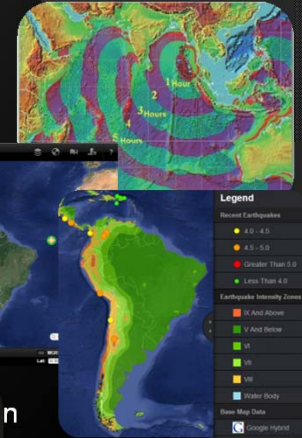 1 Hour
2
3 Hours
4
5 Hours
Legend
Recent Earthquakes
4.0 - 4.5
4.5 - 5.0
Greater Than 5.0
Less Than 4.0
Earthquake Intensity Zones
IX And Above
V And Below
VI
VII
VIII
Water Body
Base Map Data
G Google Hybrid
n